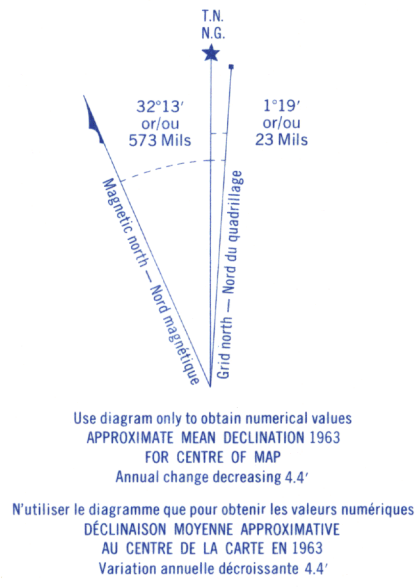 T.N.
N.G.
32°13′
or/ou
573 Mils
1°19′
or/ou
23 Mils
Magnetic north — Nord magnétique
Grid north — Nord du quadrillage
Use diagram only to obtain numerical values
APPROXIMATE MEAN DECLINATION 1963
FOR CENTRE OF MAP
Annual change decreasing 4.4′
N'utiliser le diagramme que pour obtenir les valeurs numériques
DÉCLINAISON MOYENNE APPROXIMATIVE
AU CENTRE DE LA CARTE EN 1963
Variation annuelle décroissante 4.4′